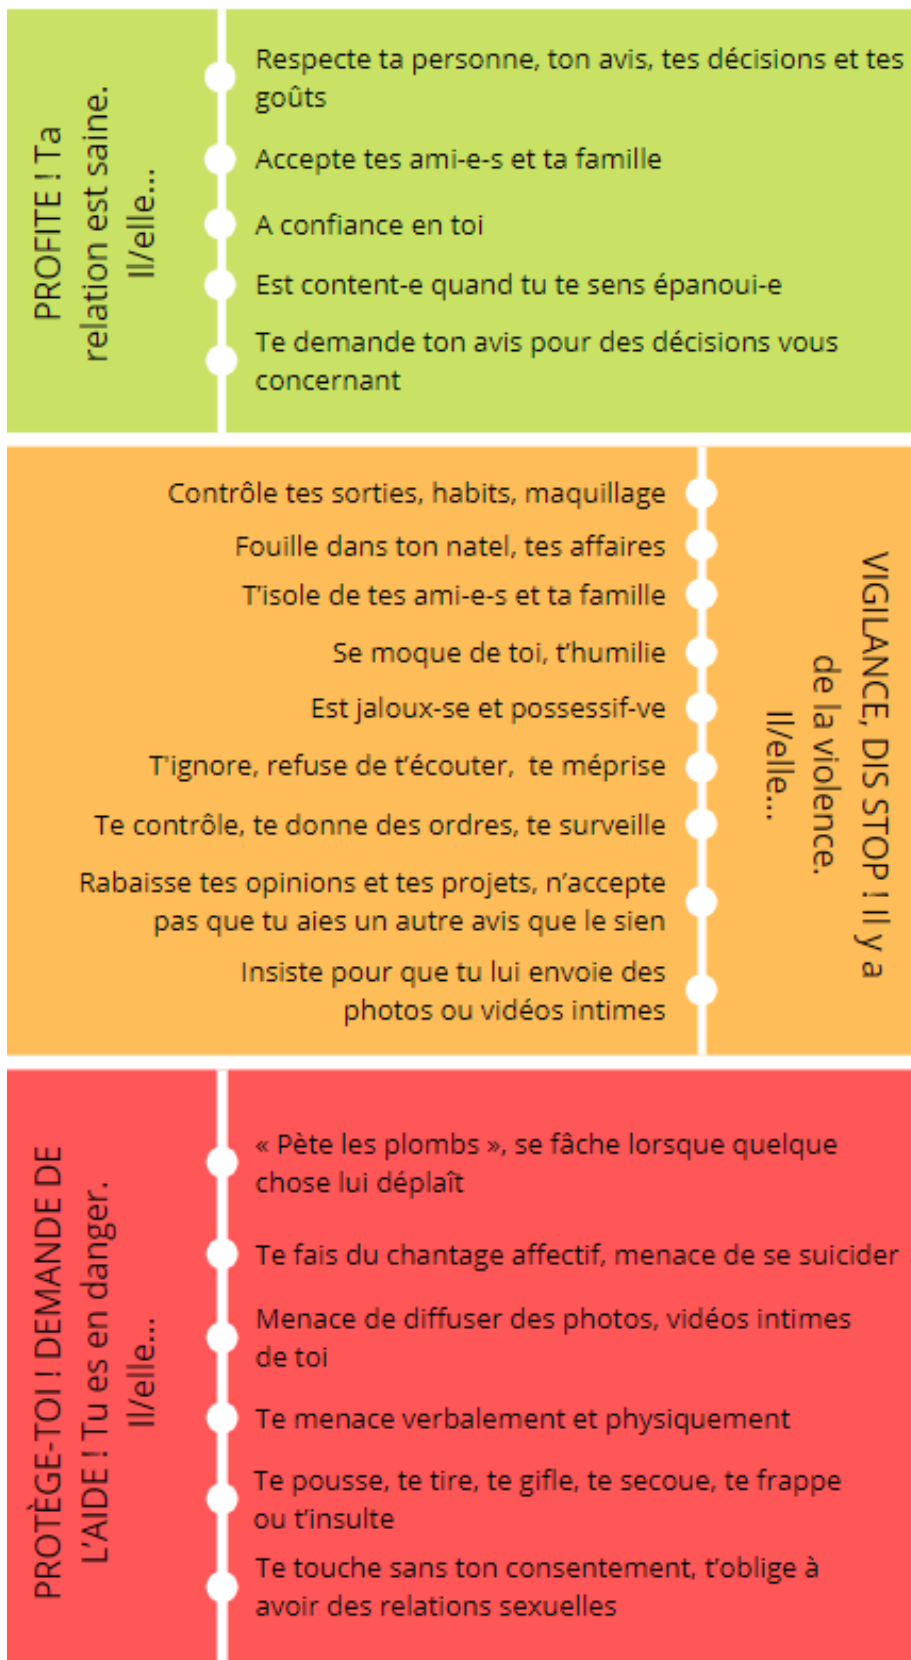 PROFITE ! Ta
relation est saine.
Il/elle...
Respecte ta personne, ton avis, tes décisions et tes
goûts
Accepte tes ami-e-s et ta famille
A confiance en toi
Est content-e quand tu te sens épanoui-e
Te demande ton avis pour des décisions vous
concernant
VIGILANCE, DIS STOP ! Il y a
de la violence.
Il/elle...
Contrôle tes sorties, habits, maquillage
Fouille dans ton natel, tes affaires
T'isole de tes ami-e-s et ta famille
Se moque de toi, t'humilie
Est jaloux-se et possessif-ve
T'ignore, refuse de t'écouter, te méprise
Te contrôle, te donne des ordres, te surveille
Rabaisse tes opinions et tes projets, n'accepte
pas que tu aies un autre avis que le sien
Insiste pour que tu lui envoie des
photos ou vidéos intimes
PROTÈGE-TOI ! DEMANDE DE
L'AIDE ! Tu es en danger.
Il/elle...
« Pète les plombs », se fâche lorsque quelque
chose lui déplaît
Te fais du chantage affectif, menace de se suicider
Menace de diffuser des photos, vidéos intimes
de toi
Te menace verbalement et physiquement
Te pousse, te tire, te gifle, te secoue, te frappe
ou t'insulte
Te touche sans ton consentement, t'oblige à
avoir des relations sexuelles